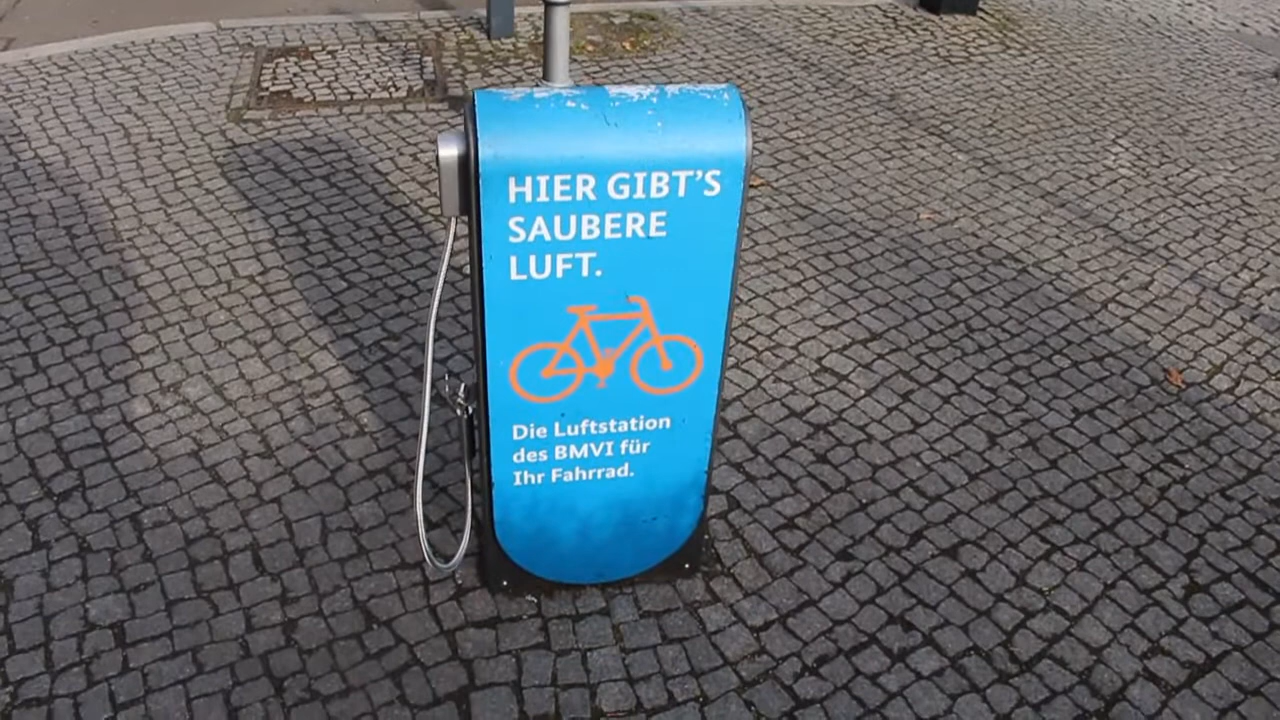 HIER GIBT'S
SAUBERE
LUFT.
Die Luftstation
des BMVI für
Ihr Fahrrad.